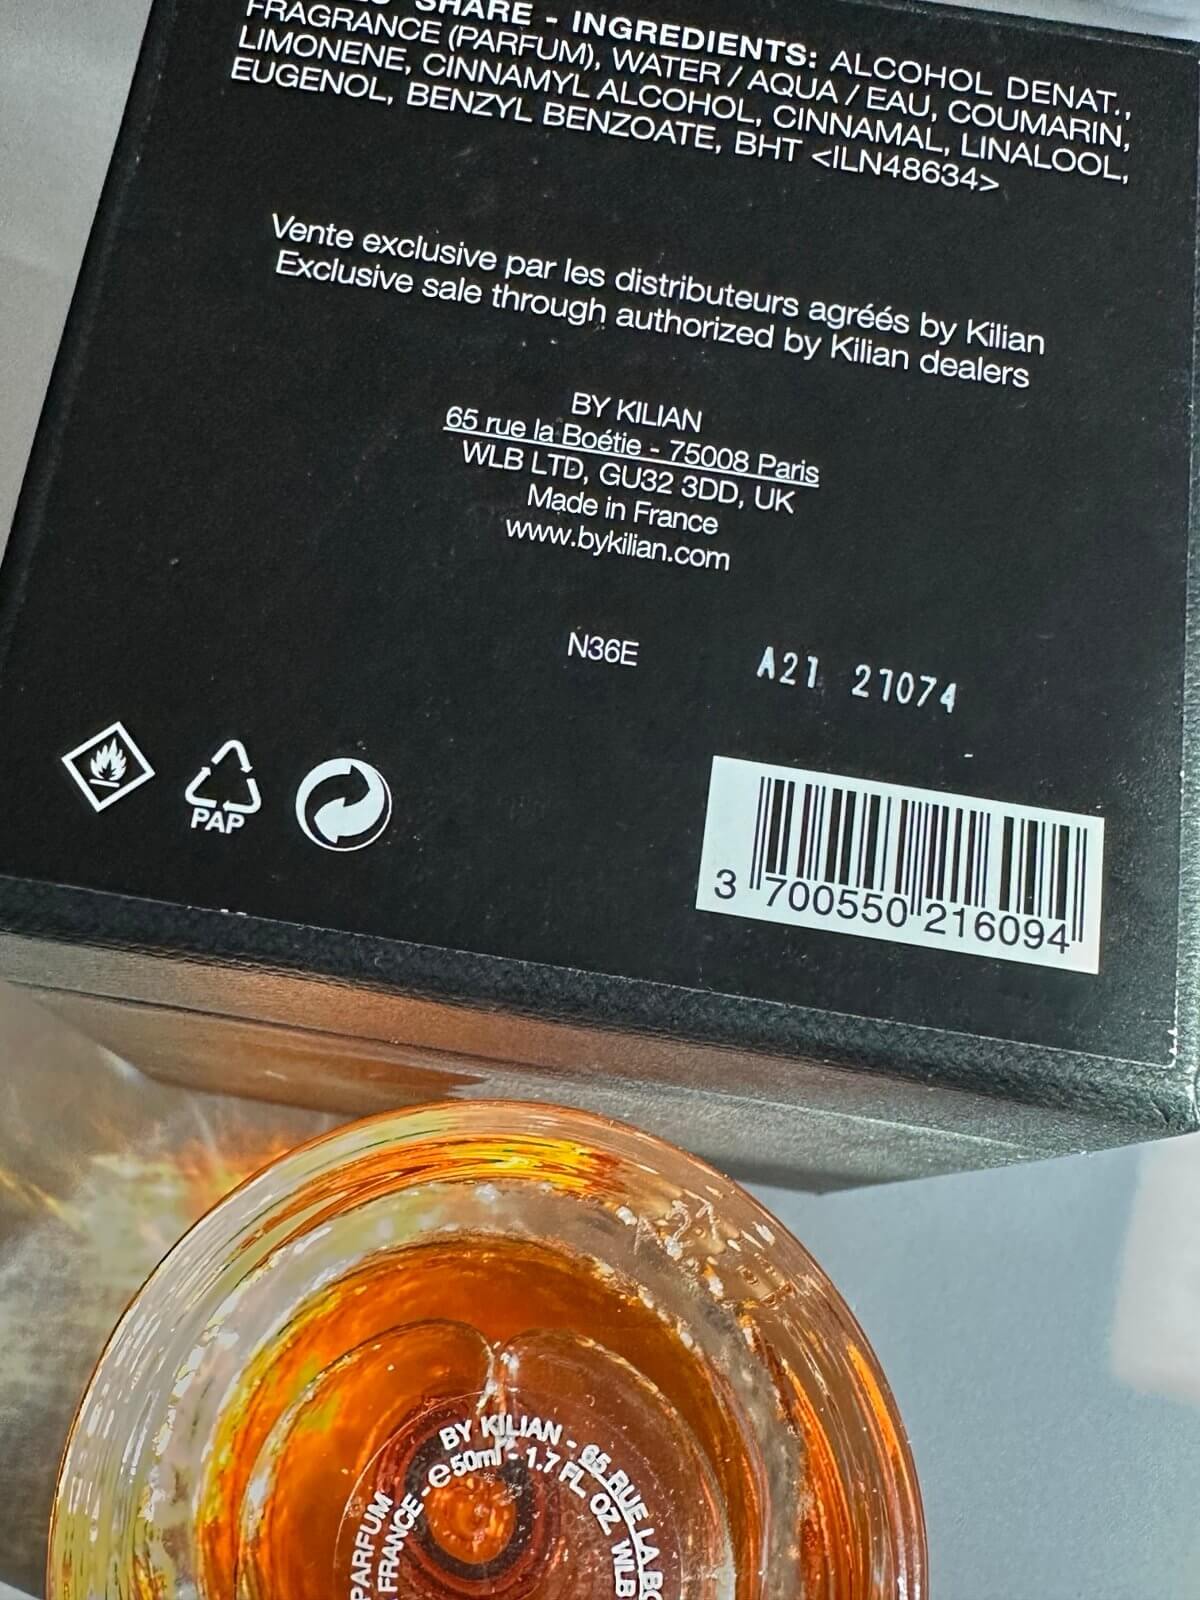 SHARE - INGREDIENTS: ALCOHOL DENAT.,
FRAGRANCE (PARFUM), WATER / AQUA / EAU, COUMARIN,
LIMONENE, CINNAMYL ALCOHOL, CINNAMAL, LINALOOL,
EUGENOL, BENZYL BENZOATE, BHT <ILN48634>
Vente exclusive par les distributeurs agréés by Kilian
Exclusive sale through authorized by Kilian dealers
BY KILIAN
65 rue la Boétie - 75008 Paris
WLB LTD, GU32 3DD, UK
Made in France
www.bykilian.com
N36E
A21 21074
PAP
3 700550 216094
A21
BY KILIAN - 65 RUE LA
e50ml - 1.7 FL OZ. WLB
PARFUM
FRANCE -